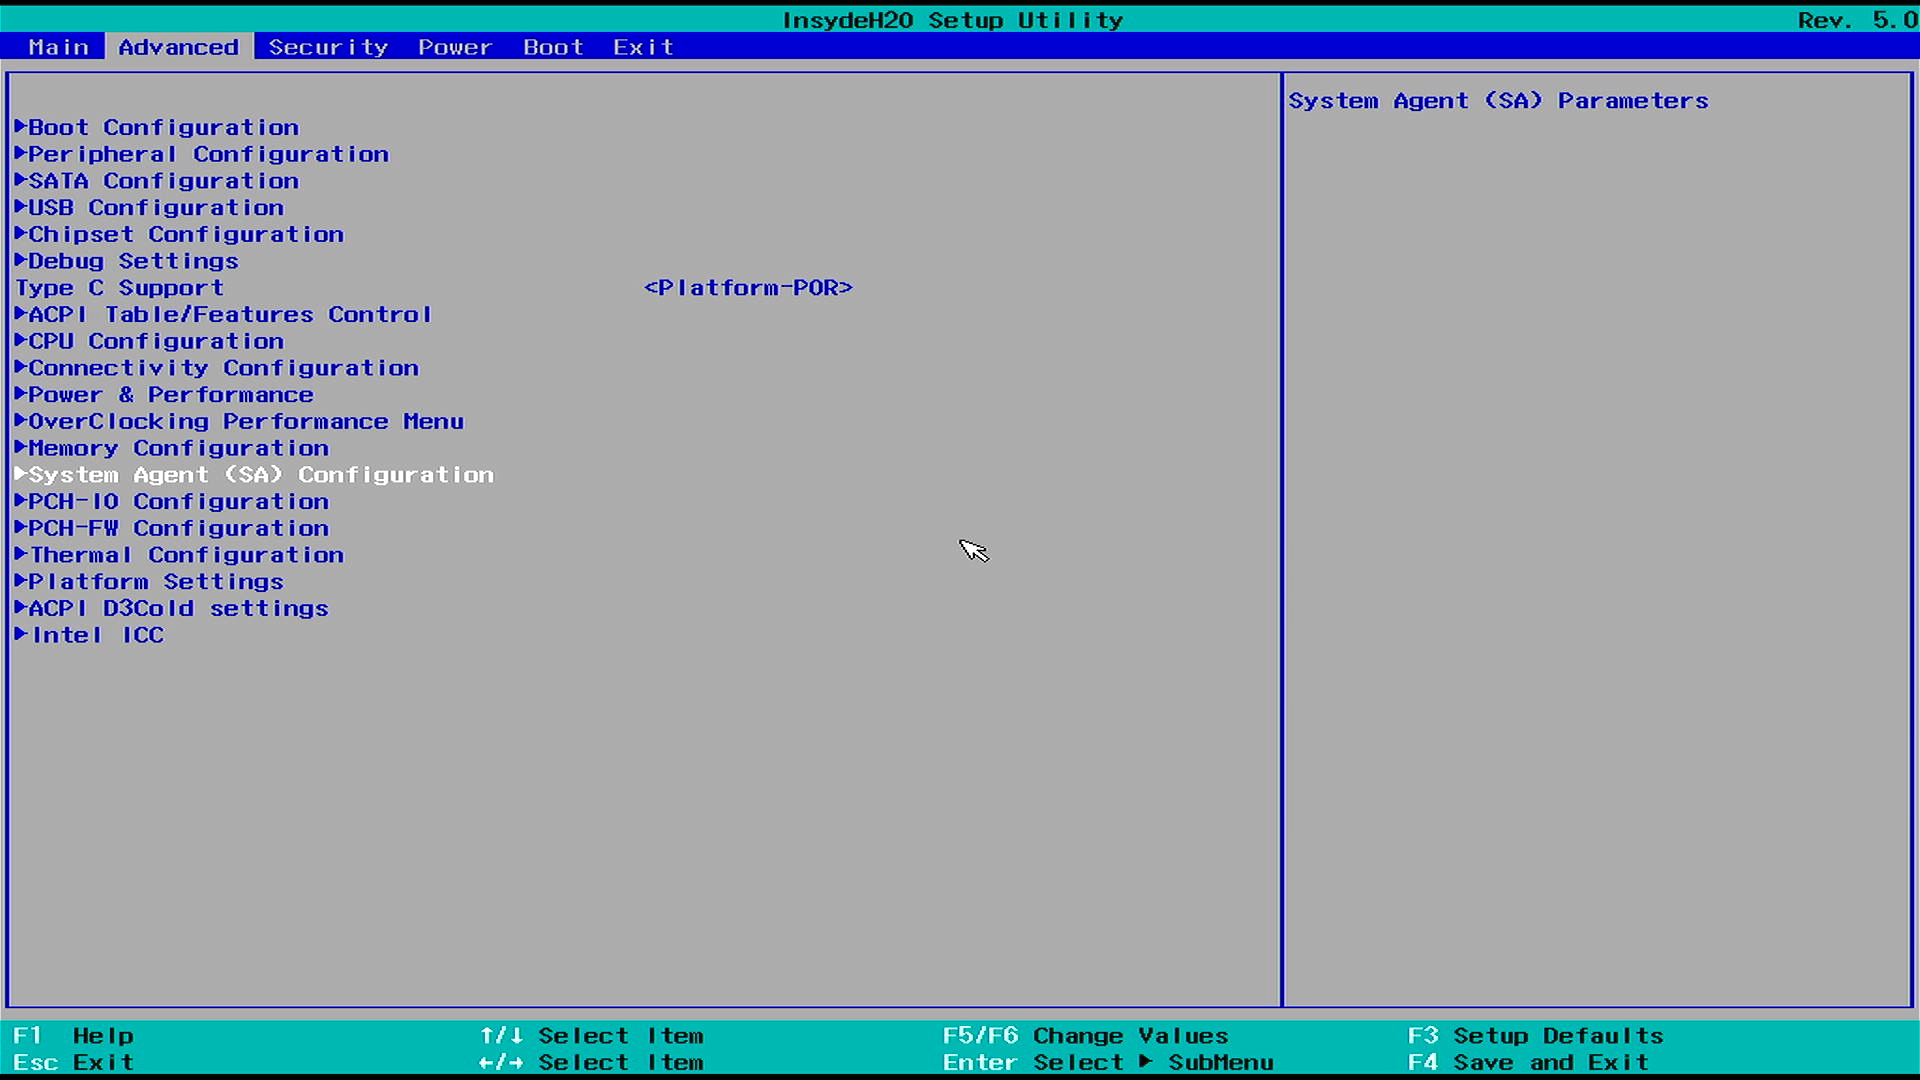 InsydeH20 Setup Utility Rev. 5.0
Main Advanced Security Power Boot Exit
System Agent (SA) Parameters
Boot Configuration
Peripheral Configuration
SATA Configuration
USB Configuration
Chipset Configuration
Debug Settings
Type C Support <Platform-POR>
ACPI Table/Features Control
CPU Configuration
Connectivity Configuration
Power & Performance
OverClocking Performance Menu
Memory Configuration
System Agent (SA) Configuration
PCH-IO Configuration
PCH-FW Configuration
Thermal Configuration
Platform Settings
ACPI D3Cold settings
Intel ICC
F1 Help ↑/↓ Select Item F5/F6 Change Values F3 Setup Defaults
Esc Exit ←/→ Select Item Enter Select ▶ SubMenu F4 Save and Exit